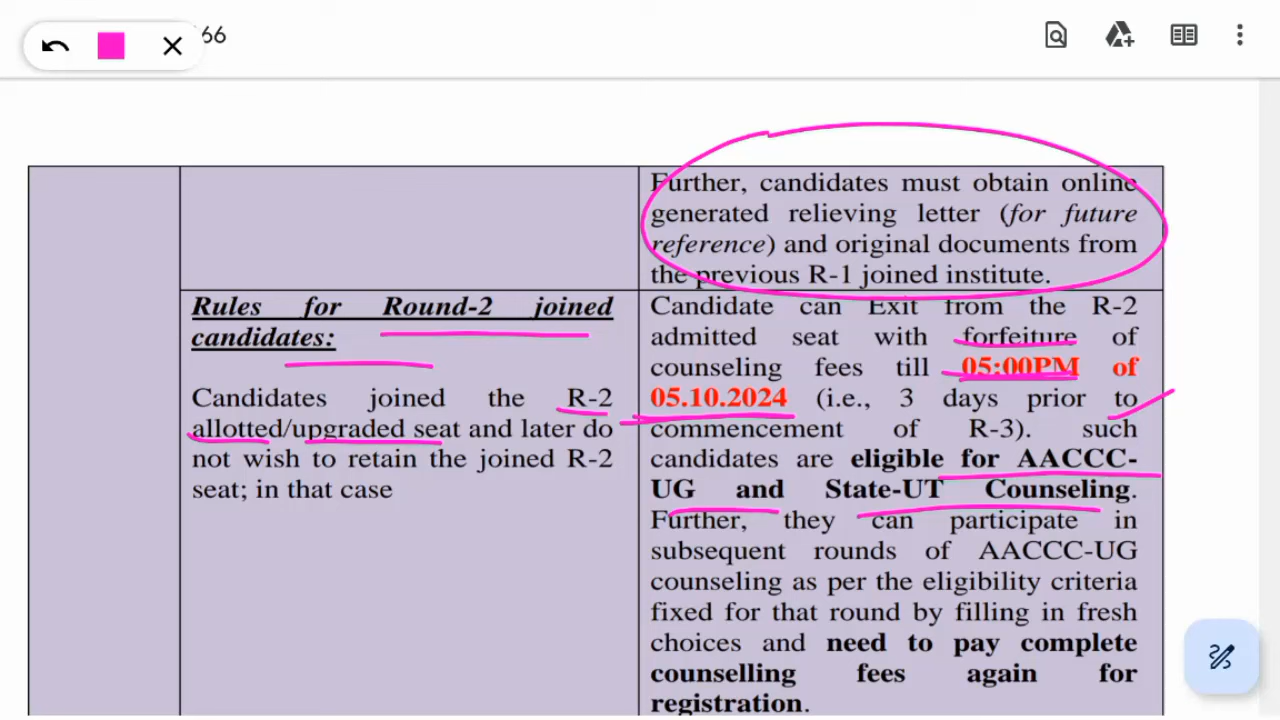 66
Further, candidates must obtain online
generated relieving letter (for future
reference) and original documents from
the previous R-1 joined institute.
Rules for Round-2 joined
candidates:
Candidates joined the R-2
allotted/upgraded seat and later do
not wish to retain the joined R-2
seat; in that case
Candidate can Exit from the R-2
admitted seat with forfeiture of
counseling fees till 05:00PM of
05.10.2024 (i.e., 3 days prior to
commencement of R-3). such
candidates are eligible for AACCC-
UG and State-UT Counseling.
Further, they can participate in
subsequent rounds of AACCC-UG
counseling as per the eligibility criteria
fixed for that round by filling in fresh
choices and need to pay complete
counselling fees again for
registration.